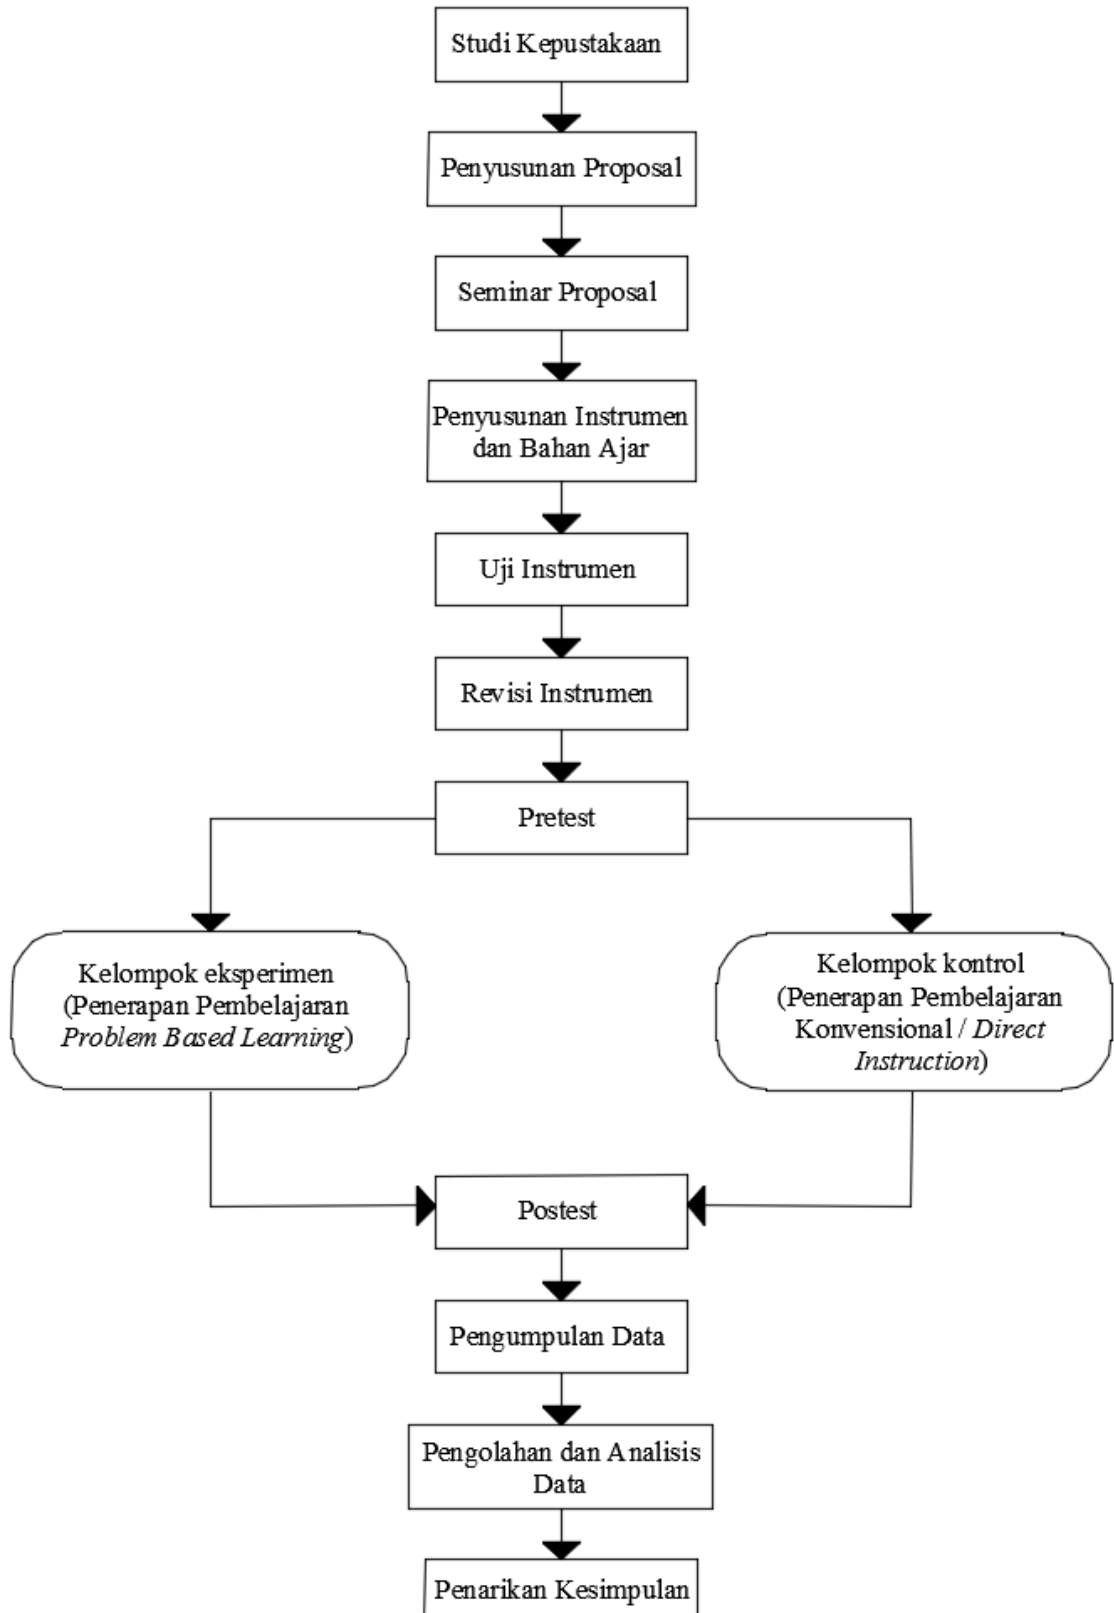 Studi Kepustakaan
Penyusunan Proposal
Seminar Proposal
Penyusunan Instrumen
dan Bahan Ajar
Uji Instrumen
Revisi Instrumen
Pretest
Kelompok eksperimen
(Penerapan Pembelajaran
Problem Based Learning)
Kelompok kontrol
(Penerapan Pembelajaran
Konvensional / Direct
Instruction)
Postest
Pengumpulan Data
Pengolahan dan Analisis
Data
Penarikan Kesimpulan